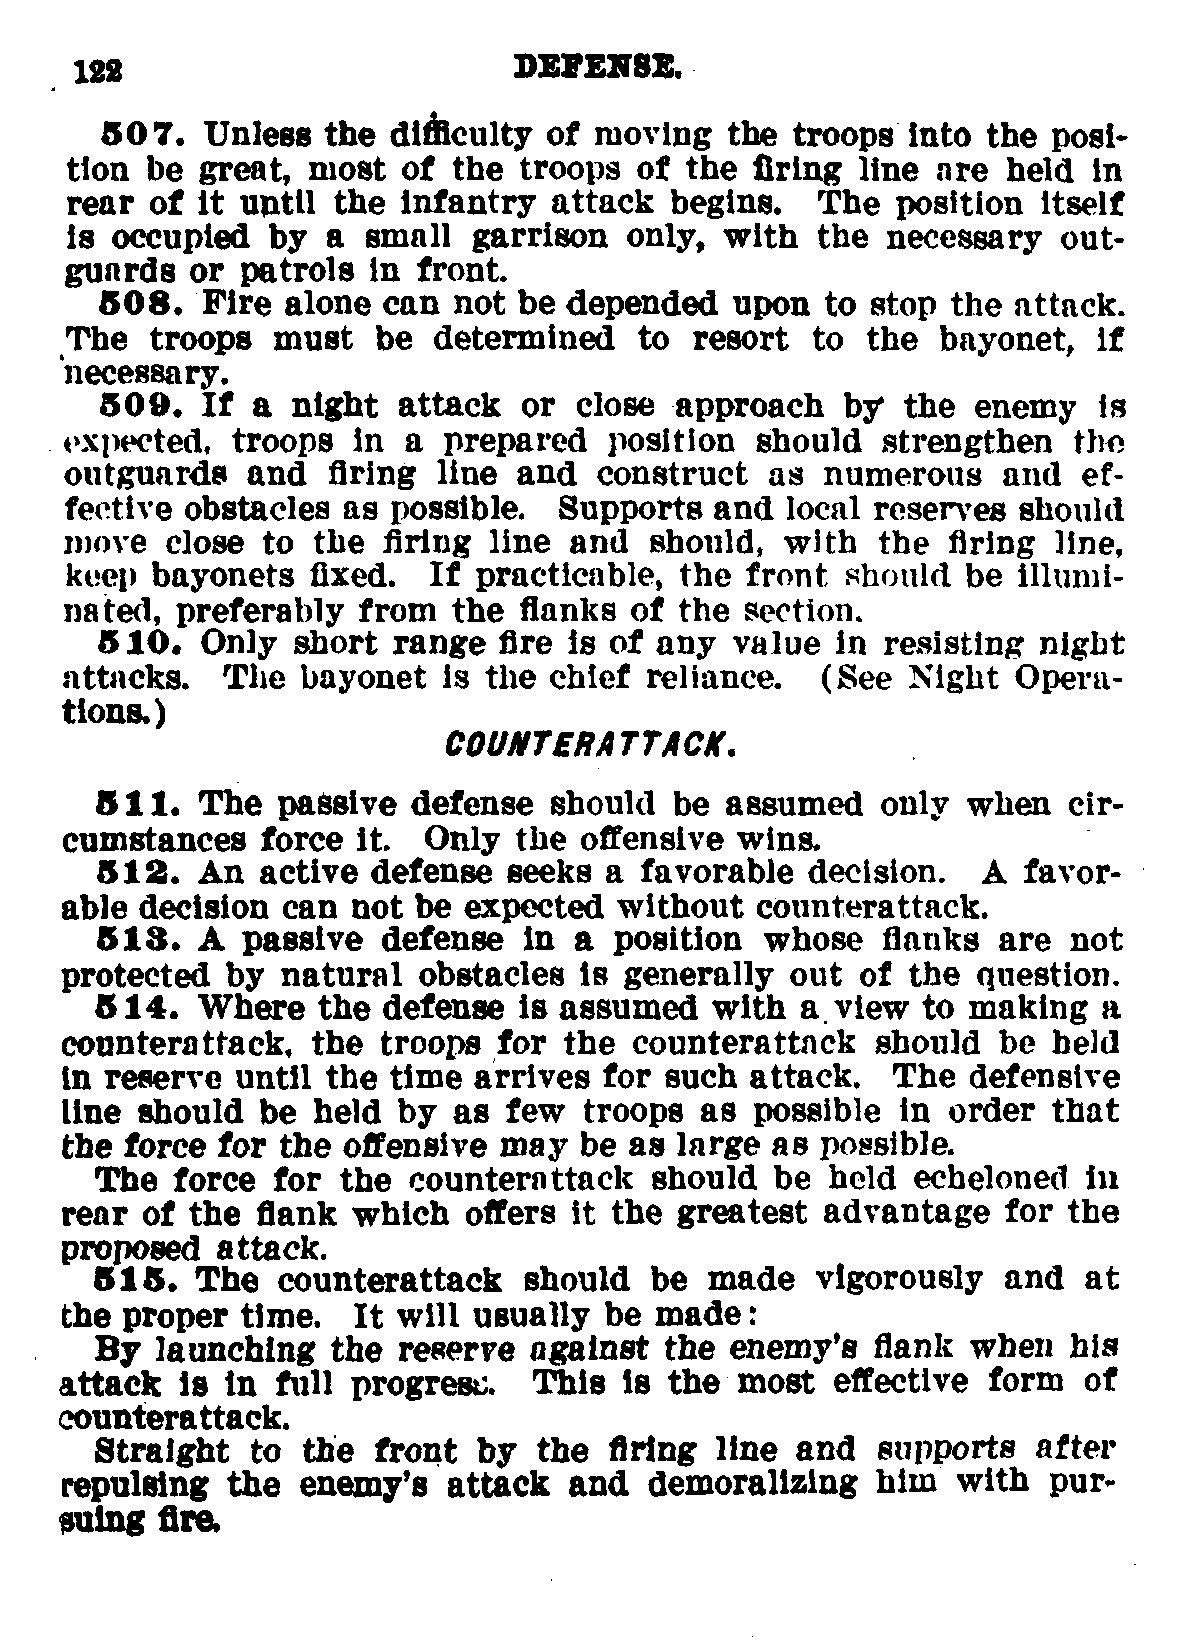 122 DEFENSE.
507. Unless the difficulty of moving the troops into the posi-
tion be great, most of the troops of the firing line are held in
rear of it until the infantry attack begins. The position itself
is occupied by a small garrison only, with the necessary out-
guards or patrols in front.
508. Fire alone can not be depended upon to stop the attack.
The troops must be determined to resort to the bayonet, if
necessary.
509. If a night attack or close approach by the enemy is
expected, troops in a prepared position should strengthen the
outguards and firing line and construct as numerous and ef-
fective obstacles as possible. Supports and local reserves should
move close to the firing line and should, with the firing line,
keep bayonets fixed. If practicable, the front should be illumi-
nated, preferably from the flanks of the section.
510. Only short range fire is of any value in resisting night
attacks. The bayonet is the chief reliance. (See Night Opera-
tions.)
COUNTERATTACK.
511. The passive defense should be assumed only when cir-
cumstances force it. Only the offensive wins.
512. An active defense seeks a favorable decision. A favor-
able decision can not be expected without counterattack.
513. A passive defense in a position whose flanks are not
protected by natural obstacles is generally out of the question.
514. Where the defense is assumed with a view to making a
counterattack, the troops for the counterattack should be held
in reserve until the time arrives for such attack. The defensive
line should be held by as few troops as possible in order that
the force for the offensive may be as large as possible.
The force for the counterattack should be held echeloned in
rear of the flank which offers it the greatest advantage for the
proposed attack.
515. The counterattack should be made vigorously and at
the proper time. It will usually be made:
By launching the reserve against the enemy's flank when his
attack is in full progress. This is the most effective form of
counterattack.
Straight to the front by the firing line and supports after
repulsing the enemy's attack and demoralizing him with pur-
suing fire.